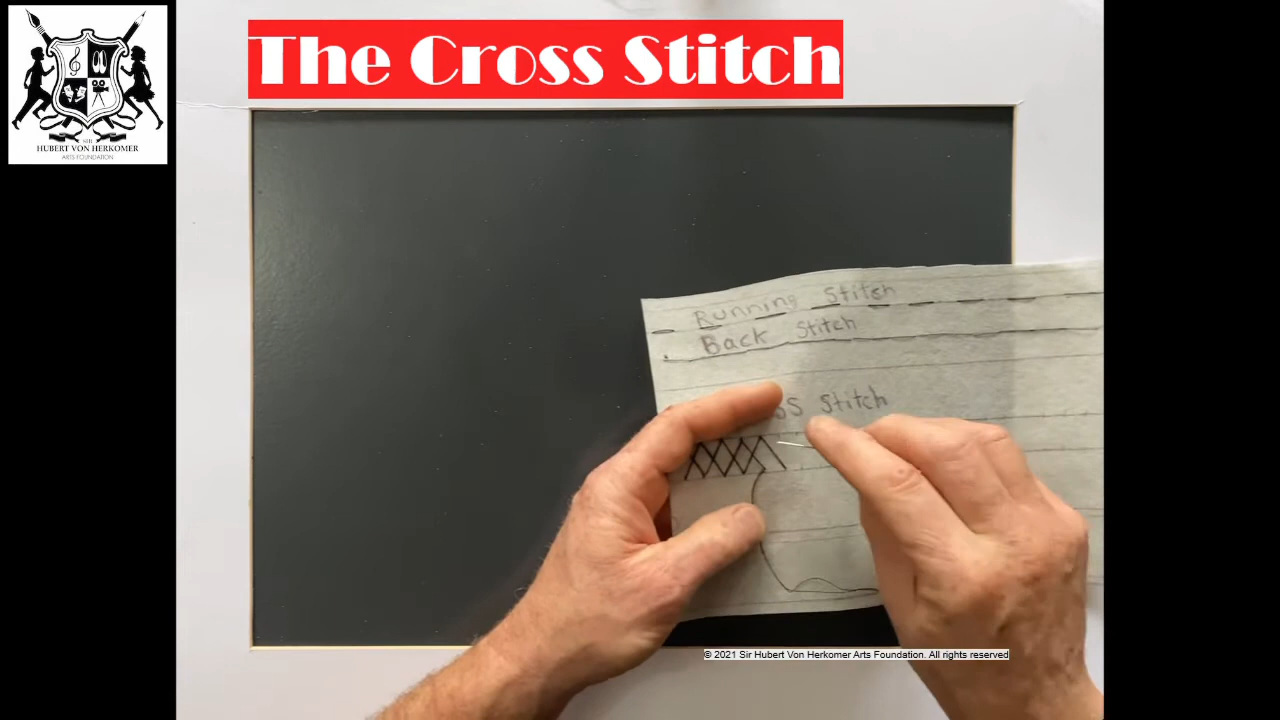 The Cross Stitch
SIR
HUBERT VON HERKOMER
ARTS FOUNDATION
Running Stitch
Back Stitch
Stitch
© 2021 Sir Hubert Von Herkomer Arts Foundation. All rights reserved